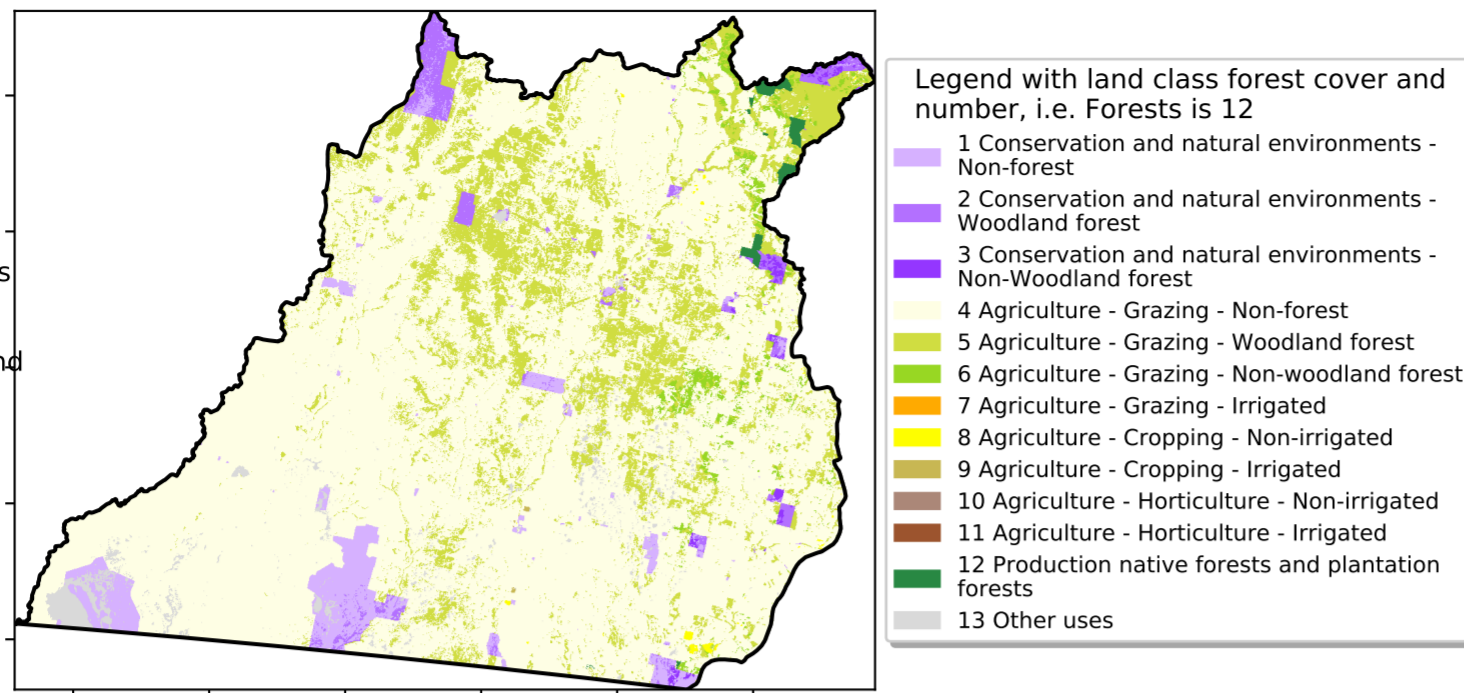 s
nd
Legend with land class forest cover and
number, i.e. Forests is 12
1 Conservation and natural environments -
Non-forest
2 Conservation and natural environments -
Woodland forest
3 Conservation and natural environments -
Non-Woodland forest
4 Agriculture - Grazing - Non-forest
5 Agriculture - Grazing - Woodland forest
6 Agriculture - Grazing - Non-woodland forest
7 Agriculture - Grazing - Irrigated
8 Agriculture - Cropping - Non-irrigated
9 Agriculture - Cropping - Irrigated
10 Agriculture - Horticulture - Non-irrigated
11 Agriculture - Horticulture - Irrigated
12 Production native forests and plantation
forests
13 Other uses